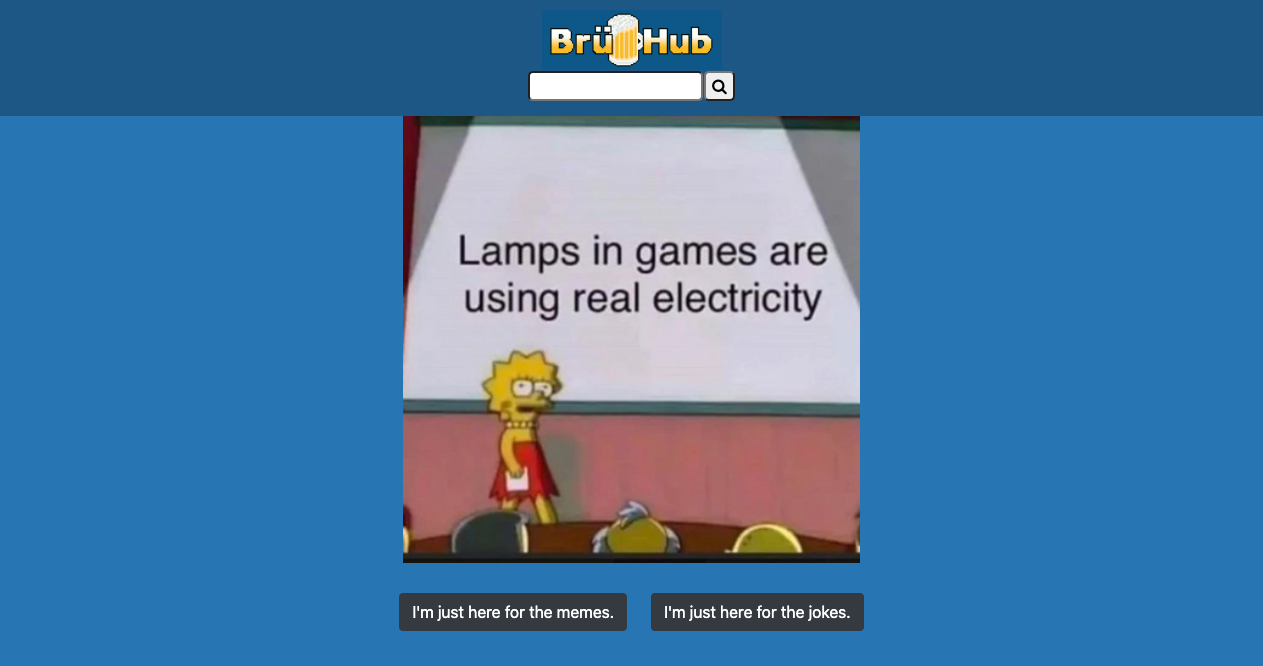 BrüHub
Lamps in games are
using real electricity
I'm just here for the memes.
I'm just here for the jokes.